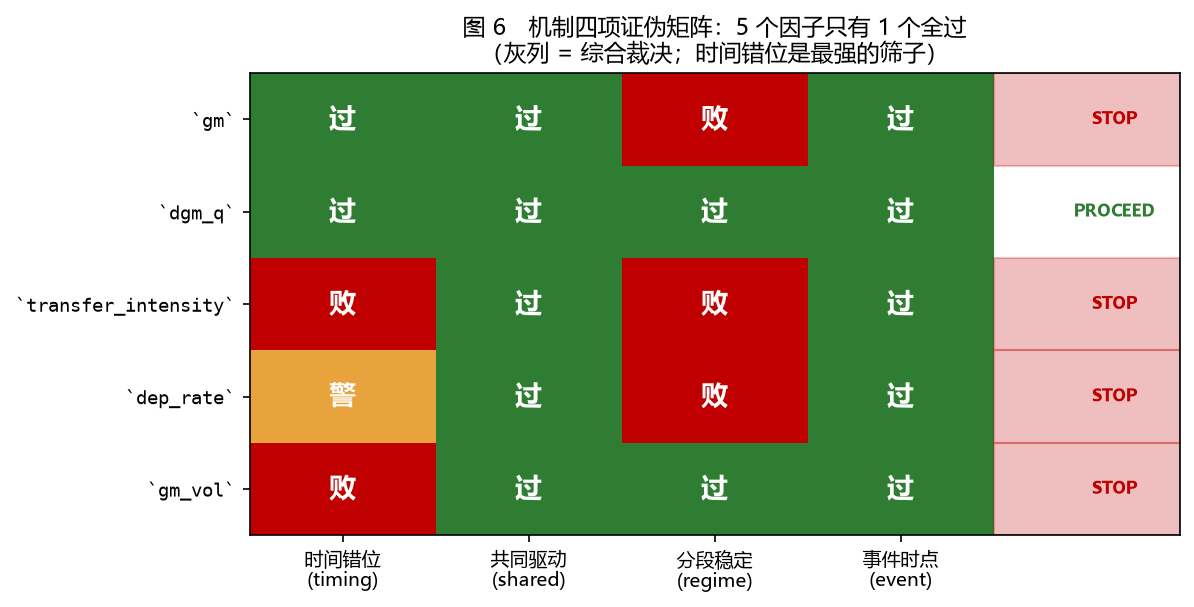 图 6 机制四项证伪矩阵：5 个因子只有 1 个全过
（灰列 = 综合裁决；时间错位是最强的筛子）
`gm` 过 过 败 过 STOP
`dgm_q` 过 过 过 过 PROCEED
`transfer_intensity` 败 过 败 过 STOP
`dep_rate` 警 过 败 过 STOP
`gm_vol` 败 过 过 过 STOP
时间错位 共同驱动 分段稳定 事件时点
(timing) (shared) (regime) (event)